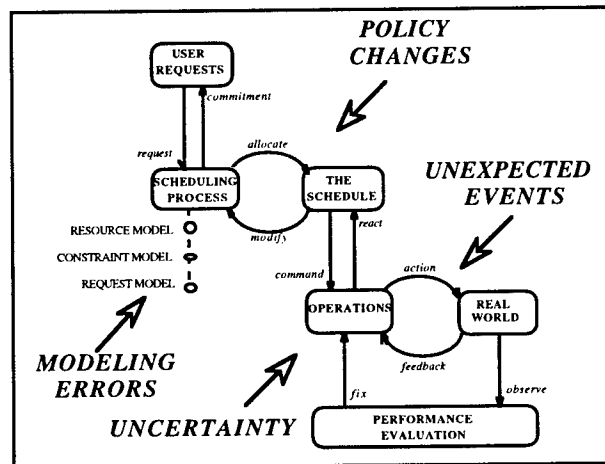 POLICY
CHANGES
USER
REQUESTS
commitment
request
allocate
SCHEDULING
PROCESS
THE
SCHEDULE
UNEXPECTED
EVENTS
RESOURCE MODEL
modify
react
CONSTRAINT MODEL
command
action
REQUEST MODEL
OPERATIONS
REAL
WORLD
MODELING
ERRORS
feedback
fix
observe
UNCERTAINTY
PERFORMANCE
EVALUATION